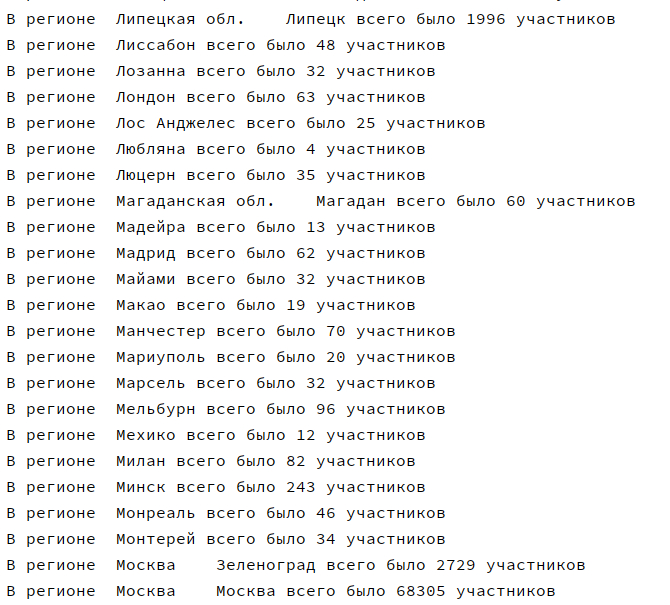 В регионе  Липецкая обл.    Липецк всего было 1996 участников
В регионе  Лиссабон всего было 48 участников
В регионе  Лозанна всего было 32 участников
В регионе  Лондон всего было 63 участников
В регионе  Лос Анджелес всего было 25 участников
В регионе  Любляна всего было 4 участников
В регионе  Люцерн всего было 35 участников
В регионе  Магаданская обл.    Магадан всего было 60 участников
В регионе  Мадейра всего было 13 участников
В регионе  Мадрид всего было 62 участников
В регионе  Майами всего было 32 участников
В регионе  Макао всего было 19 участников
В регионе  Манчестер всего было 70 участников
В регионе  Мариуполь всего было 20 участников
В регионе  Марсель всего было 32 участников
В регионе  Мельбурн всего было 96 участников
В регионе  Мехико всего было 12 участников
В регионе  Милан всего было 82 участников
В регионе  Минск всего было 243 участников
В регионе  Монреаль всего было 46 участников
В регионе  Монтерей всего было 34 участников
В регионе  Москва    Зеленоград всего было 2729 участников
В регионе  Москва    Москва всего было 68305 участников